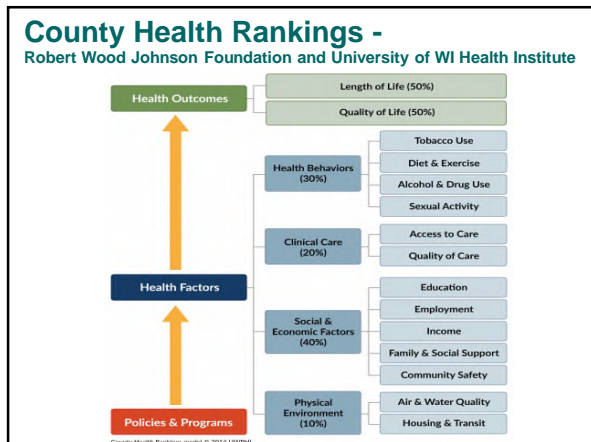 County Health Rankings -
Robert Wood Johnson Foundation and University of WI Health Institute
Health Outcomes
Length of Life (50%)
Quality of Life (50%)
Health Factors
Health Behaviors
(30%)
Tobacco Use
Diet & Exercise
Alcohol & Drug Use
Sexual Activity
Clinical Care
(20%)
Access to Care
Quality of Care
Social &
Economic Factors
(40%)
Education
Employment
Income
Family & Social Support
Community Safety
Physical
Environment
(10%)
Air & Water Quality
Housing & Transit
Policies & Programs